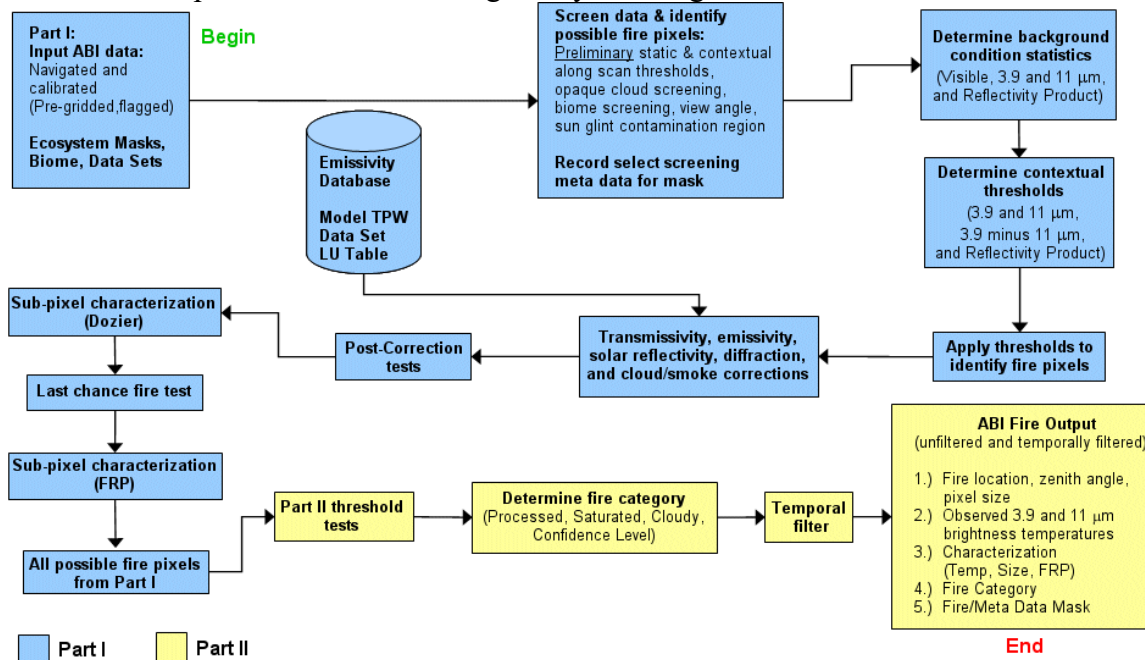 Part I:
Input ABI data:
Navigated and
calibrated
(Pre-gridded,flagged)
Ecosystem Masks,
Biome, Data Sets
Begin
Screen data & identify
possible fire pixels:
Preliminary static & contextual
along scan thresholds,
opaque cloud screening,
biome screening, view angle,
sun glint contamination region
Record select screening
meta data for mask
Determine background
condition statistics
(Visible, 3.9 and 11 µm,
and Reflectivity Product)
Emissivity
Database
Model TPW
Data Set
LU Table
Determine contextual
thresholds
(3.9 and 11 µm,
3.9 minus 11 µm,
and Reflectivity Product)
Apply thresholds to
identify fire pixels
Transmissivity, emissivity,
solar reflectivity, diffraction,
and cloud/smoke corrections
Post-Correction
tests
Sub-pixel characterization
(Dozier)
Last chance fire test
Sub-pixel characterization
(FRP)
All possible fire pixels
from Part I
Part II threshold
tests
Determine fire category
(Processed, Saturated, Cloudy,
Confidence Level)
Temporal
filter
ABI Fire Output
(unfiltered and temporally filtered)
1.) Fire location, zenith angle,
pixel size
2.) Observed 3.9 and 11 µm
brightness temperatures
3.) Characterization
(Temp, Size, FRP)
4.) Fire Category
5.) Fire/Meta Data Mask
End
Part I
Part II